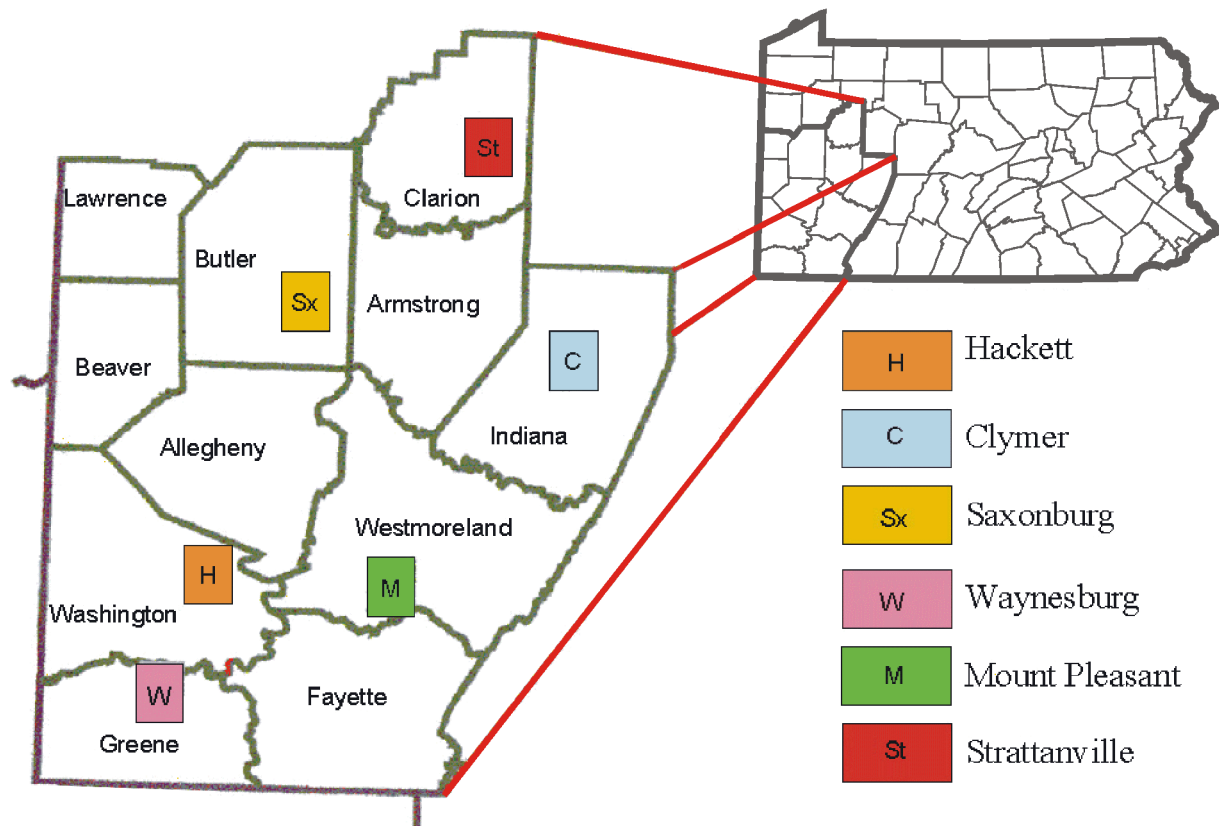 St
Clarion
Lawrence
Butler
Sx
Armstrong
Beaver
C
Indiana
Allegheny
Westmoreland
H
M
Washington
W
Fayette
Greene
H Hackett
C Clymer
Sx Saxonburg
W Waynesburg
M Mount Pleasant
St Strattanville